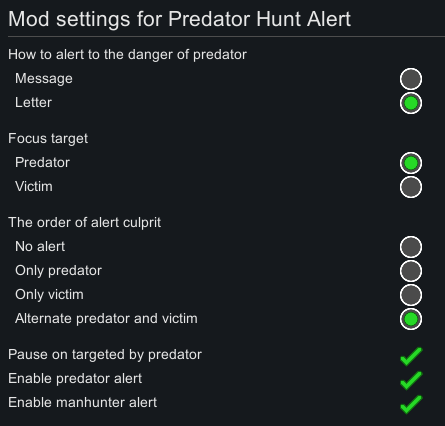 Mod settings for Predator Hunt Alert
How to alert to the danger of predator
Message
Letter
Focus target
Predator
Victim
The order of alert culprit
No alert
Only predator
Only victim
Alternate predator and victim
Pause on targeted by predator
Enable predator alert
Enable manhunter alert